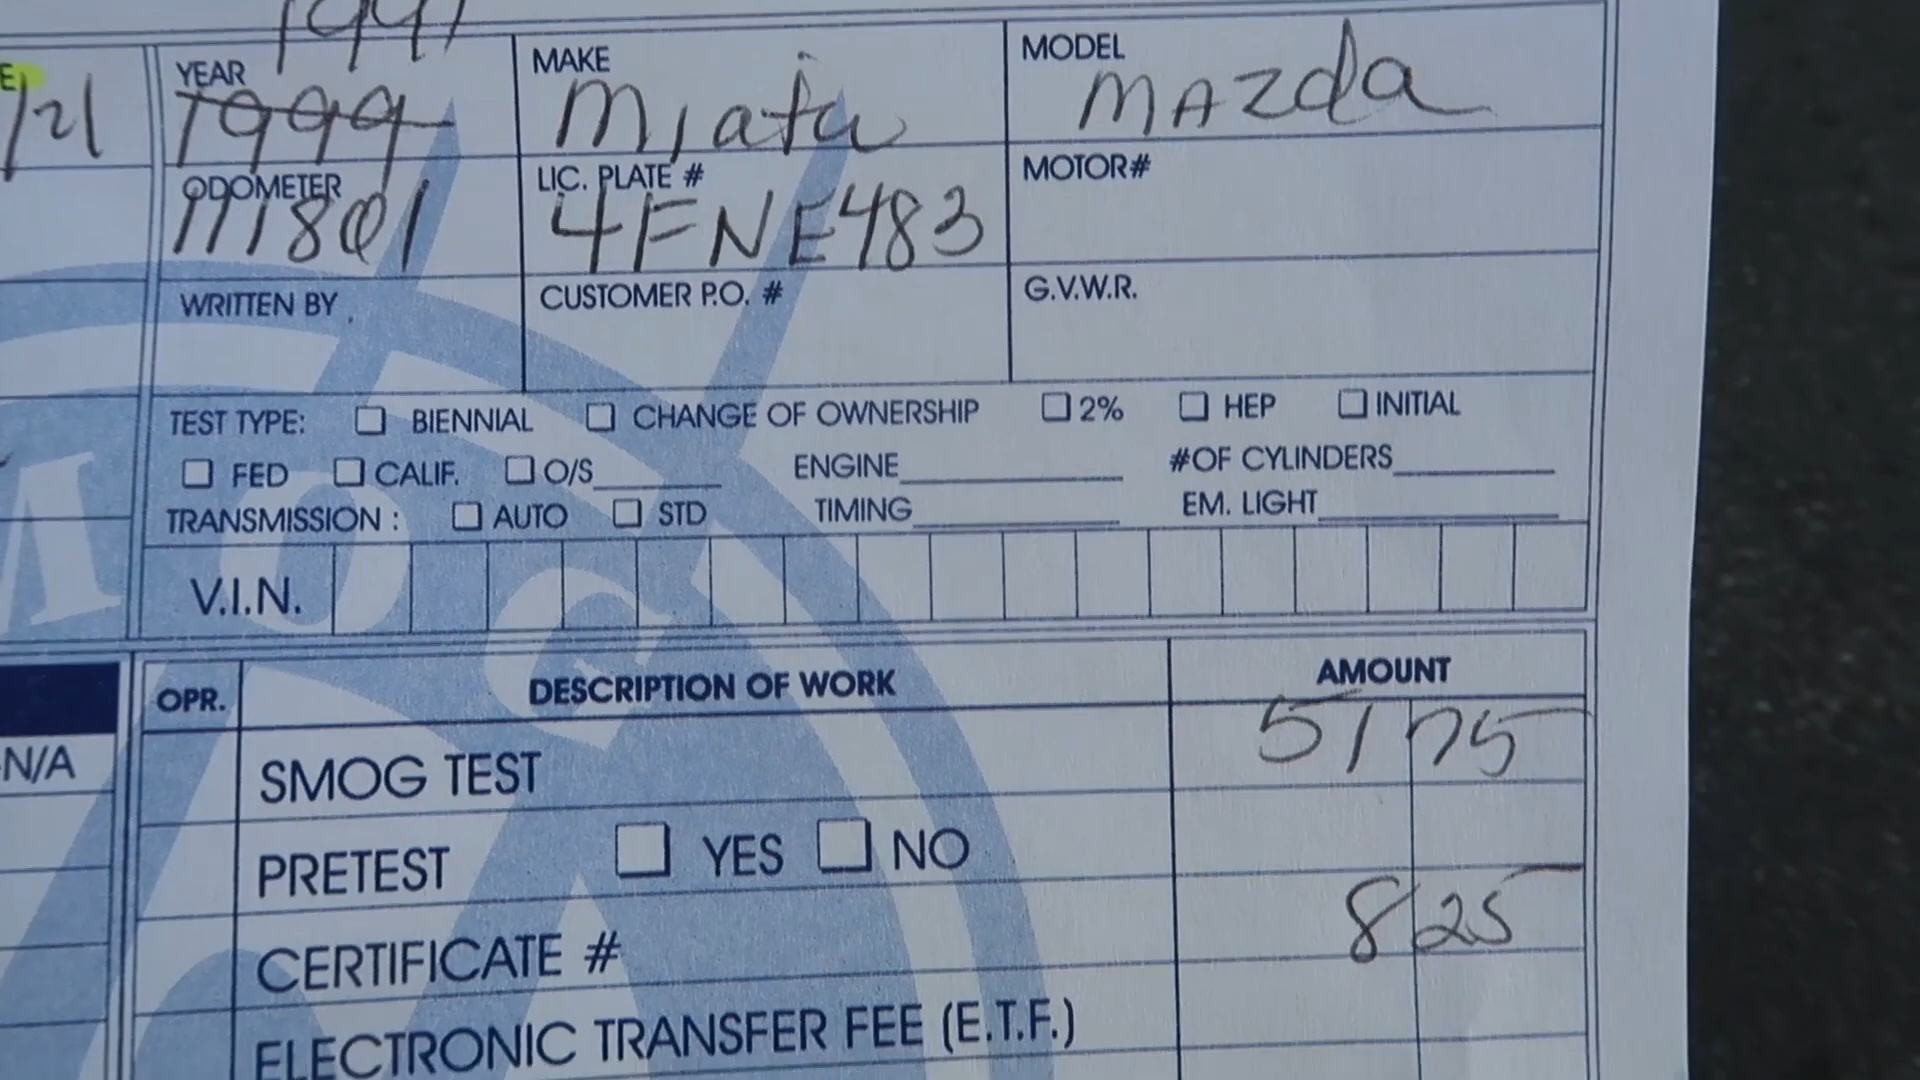 YEAR 1999 MAKE Miata MODEL MAZda
/21
ODOMETER 111801 LIC. PLATE # 4FNE483 MOTOR#
WRITTEN BY CUSTOMER P.O. # G.V.W.R.
TEST TYPE: BIENNIAL CHANGE OF OWNERSHIP 2% HEP INITIAL
FED CALIF. O/S ENGINE #OF CYLINDERS
TRANSMISSION : AUTO STD TIMING EM. LIGHT
V.I.N.
OPR. DESCRIPTION OF WORK AMOUNT
N/A
SMOG TEST 51 75
PRETEST YES NO
CERTIFICATE # 8 25
ELECTRONIC TRANSFER FEE (E.T.F.)